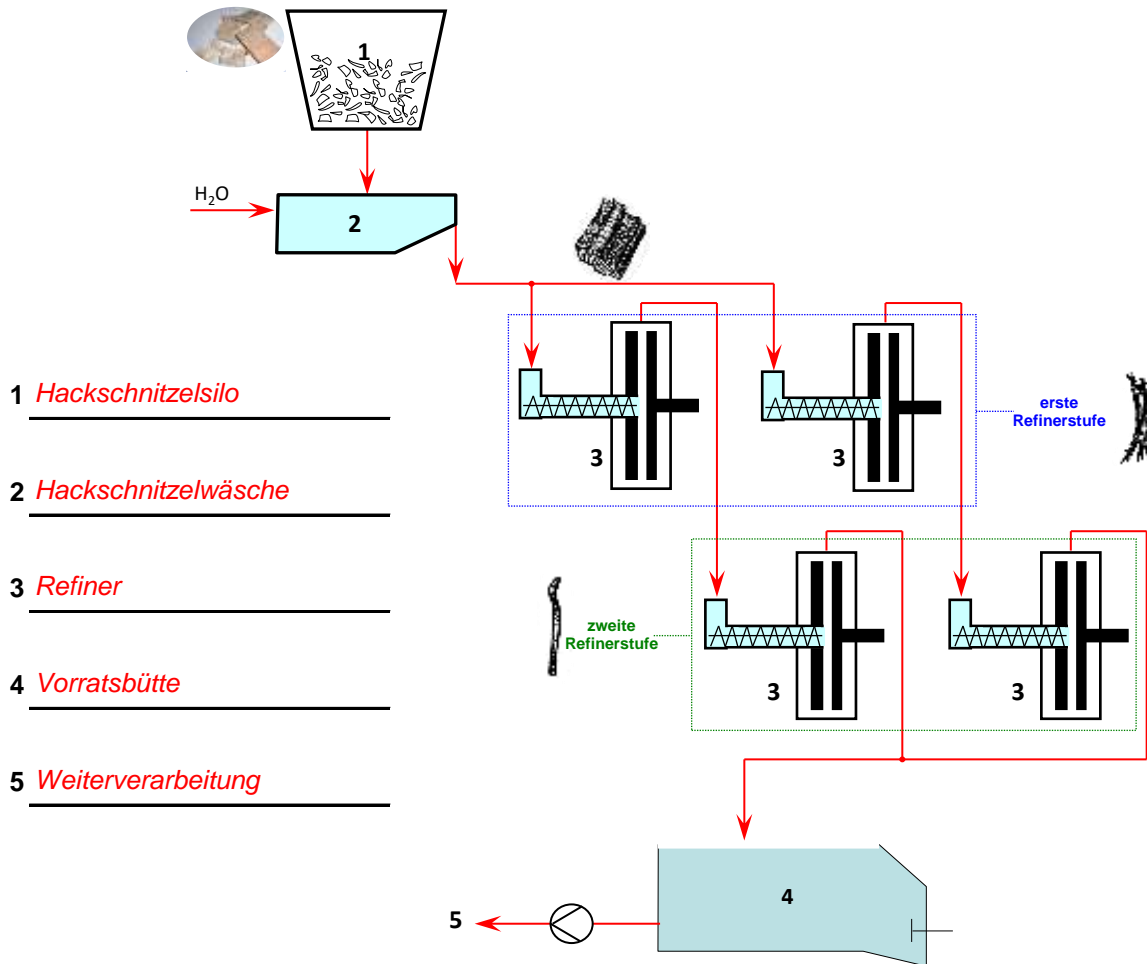 1
H₂O
2
erste
Refinerstufe
3
3
1 Hackschnitzelsilo
2 Hackschnitzelwäsche
3 Refiner
4 Vorratsbütte
5 Weiterverarbeitung
zweite
Refinerstufe
3
3
4
5